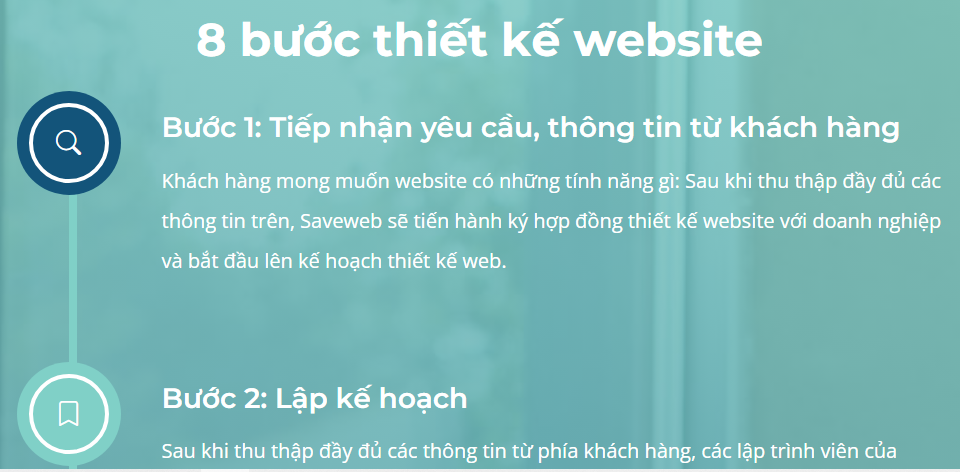 8 bước thiết kế website
Bước 1: Tiếp nhận yêu cầu, thông tin từ khách hàng
Khách hàng mong muốn website có những tính năng gì: Sau khi thu thập đầy đủ các
thông tin trên, Saveweb sẽ tiến hành ký hợp đồng thiết kế website với doanh nghiệp
và bắt đầu lên kế hoạch thiết kế web.
Bước 2: Lập kế hoạch
Sau khi thu thập đầy đủ các thông tin từ phía khách hàng, các lập trình viên của